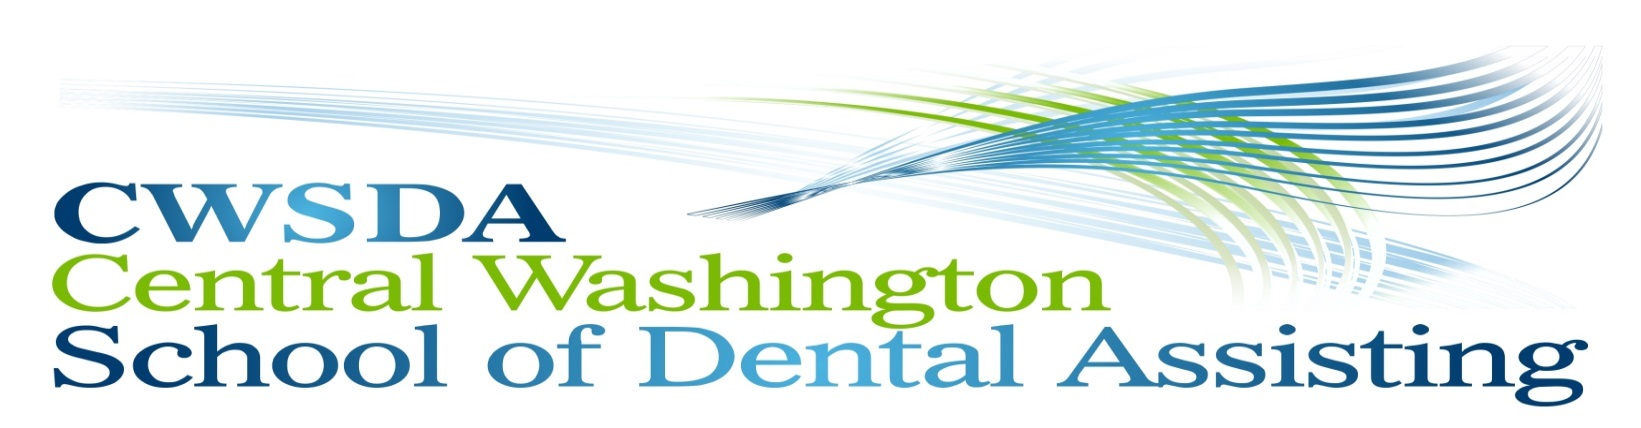 CWSDA
Central Washington
School of Dental Assisting